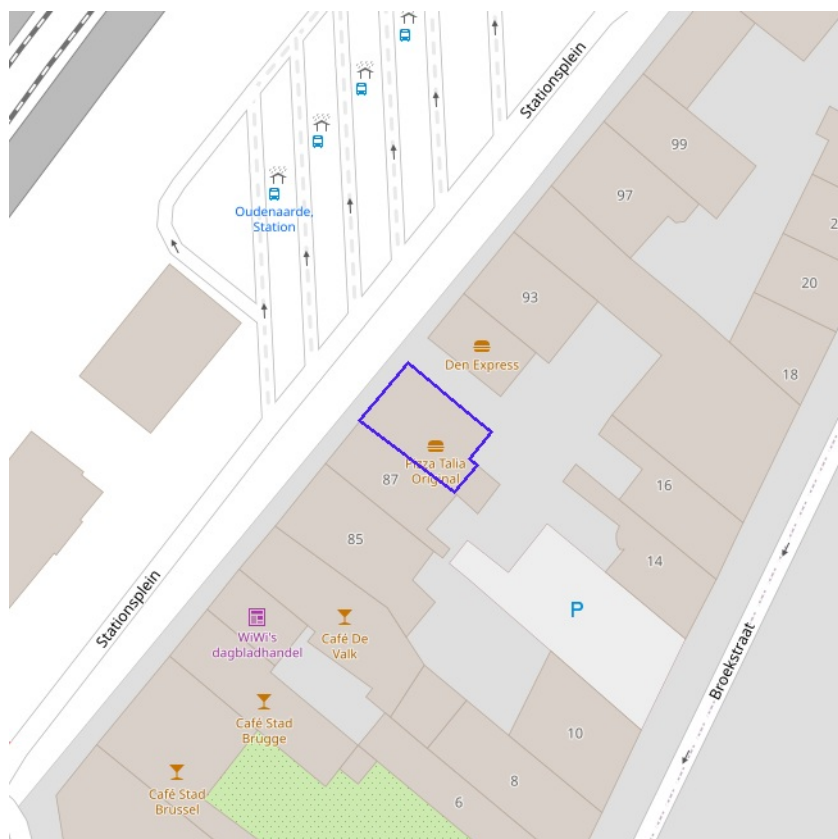 Stationsplein
99
97
Oudenaarde,
Station
20
93
Den Express
18
Pizza Talia
Original
87
16
85
14
P
Stationsplein
WiWi's
dagbladhandel
Café De
Valk
Broekstraat
Café Stad
Brugge
10
Café Stad
Brussel
8
6